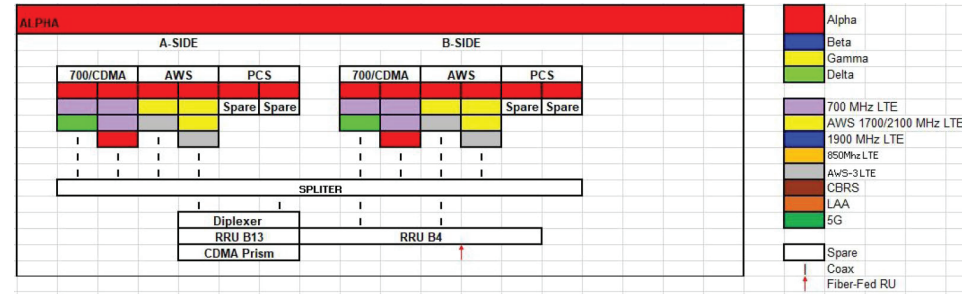 ALPHA
A-SIDE B-SIDE
700/CDMA AWS PCS 700/CDMA AWS PCS
Spare Spare Spare Spare
SPLITER
Diplexer
RRU B13 RRU B4
CDMA Prism
Alpha
Beta
Gamma
Delta
700 MHz LTE
AWS 1700/2100 MHz LTE
1900 MHz LTE
850Mhz LTE
AWS-3 LTE
CBRS
LAA
5G
Spare
Coax
Fiber-Fed RU